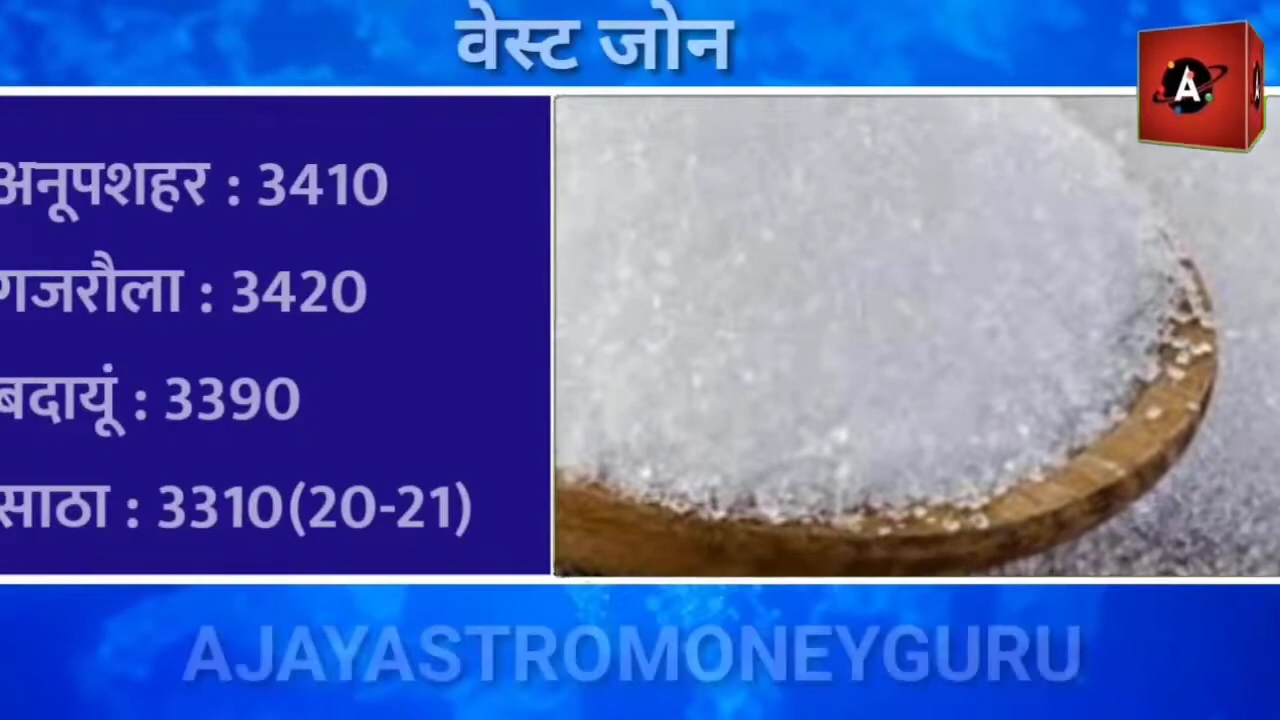 वेस्ट जोन
A
A
अनूपशहर : 3410
गजरौला : 3420
बदायूं : 3390
साठा : 3310(20-21)
AJAYASTROMONEYGURU